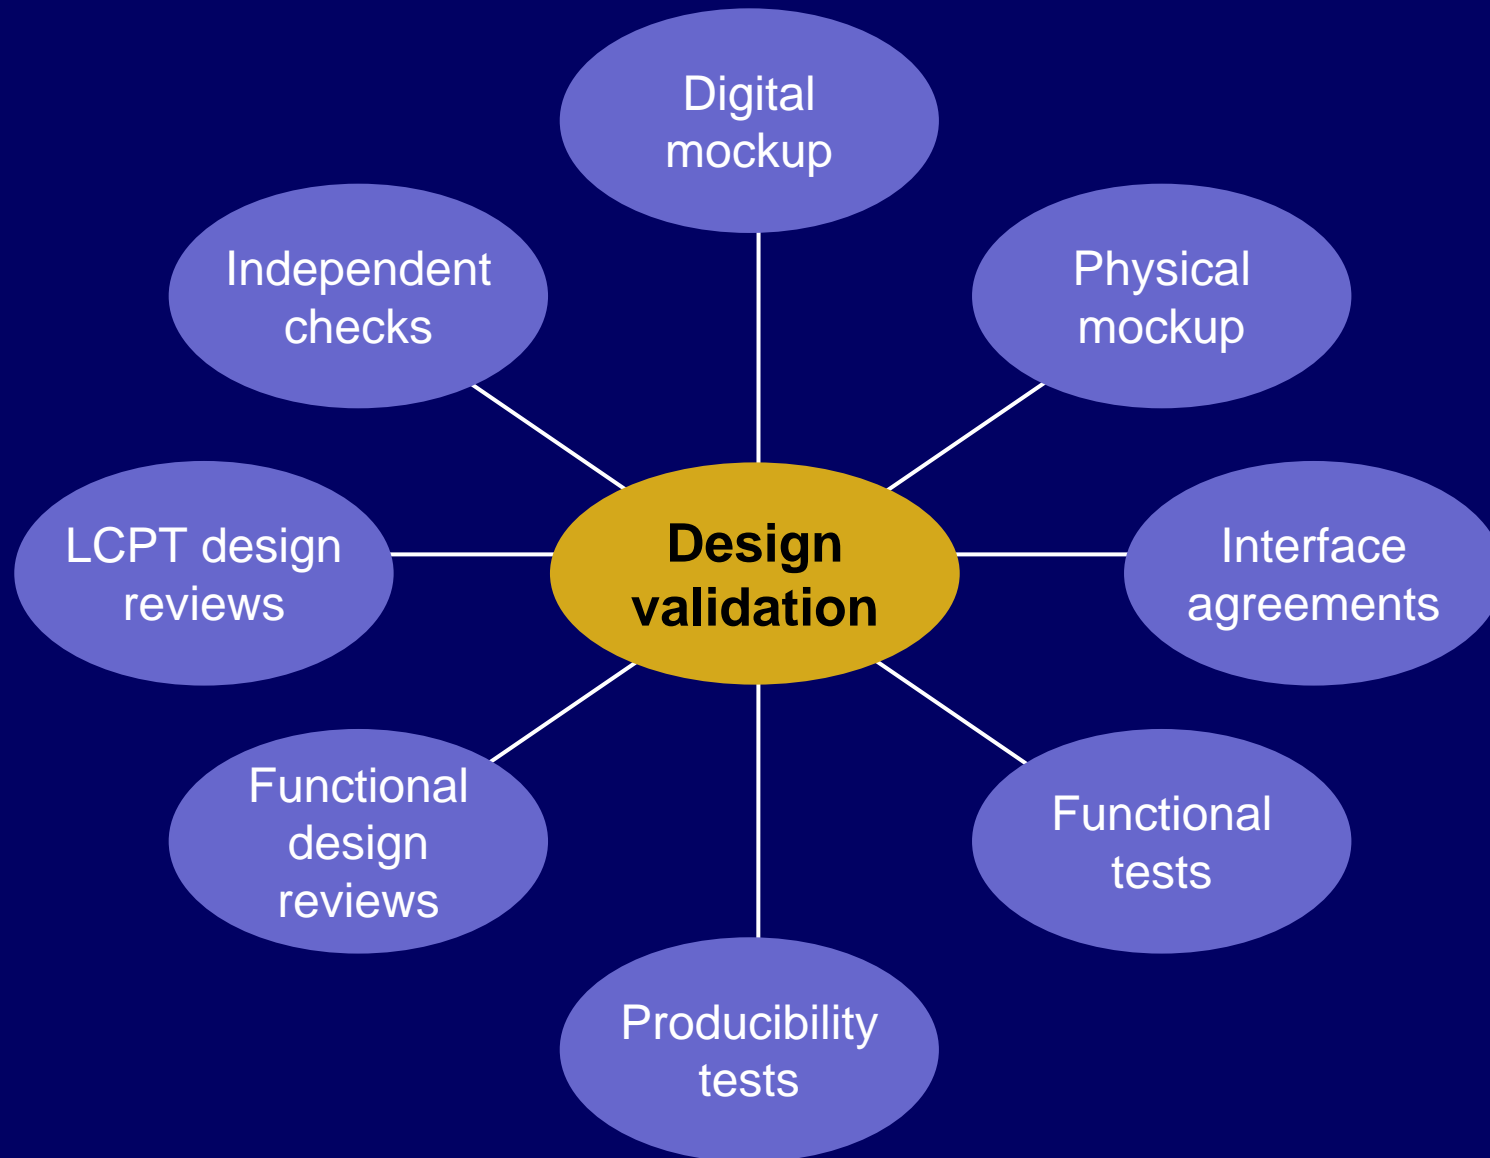 Digital
mockup
Independent
checks
Physical
mockup
LCPT design
reviews
Design
validation
Interface
agreements
Functional
design
reviews
Functional
tests
Producibility
tests